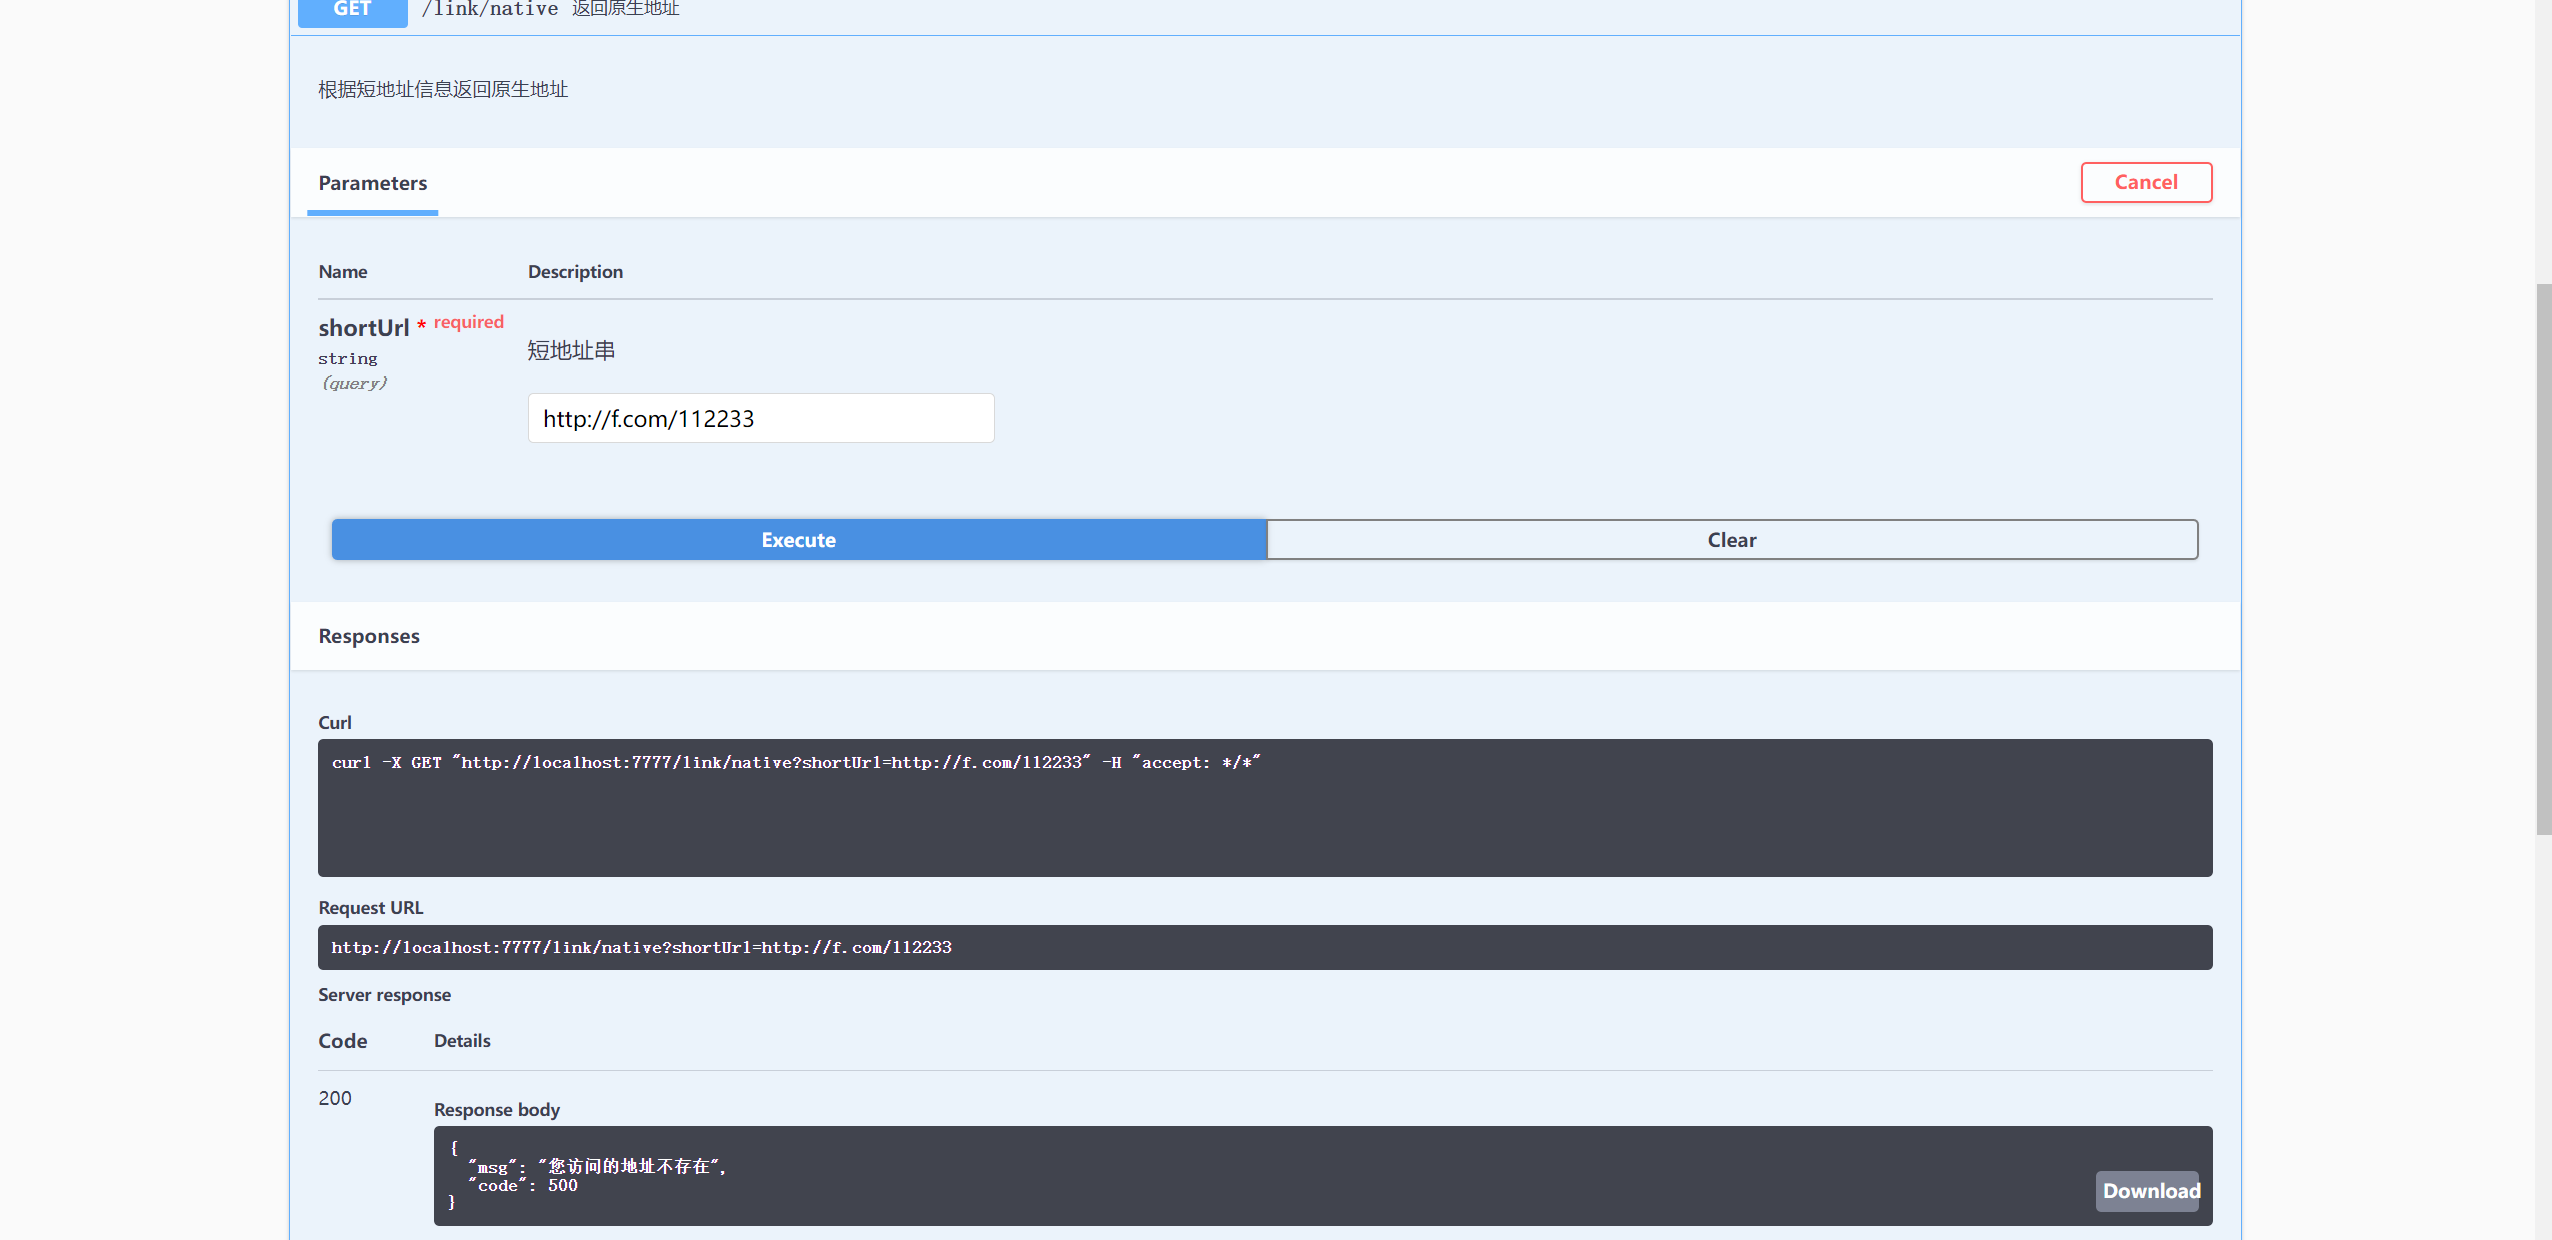 GET /link/native 返回原生地址
根据短地址信息返回原生地址
Parameters
Cancel
Name Description
shortUrl * required
string
(query)
短地址串
http://f.com/112233
Execute
Clear
Responses
Curl
curl -X GET "http://localhost:7777/link/native?shortUrl=http://f.com/112233" -H "accept: */*"
Request URL
http://localhost:7777/link/native?shortUrl=http://f.com/112233
Server response
Code Details
200
Response body
{
"msg": "您访问的地址不存在",
"code": 500
}
Download